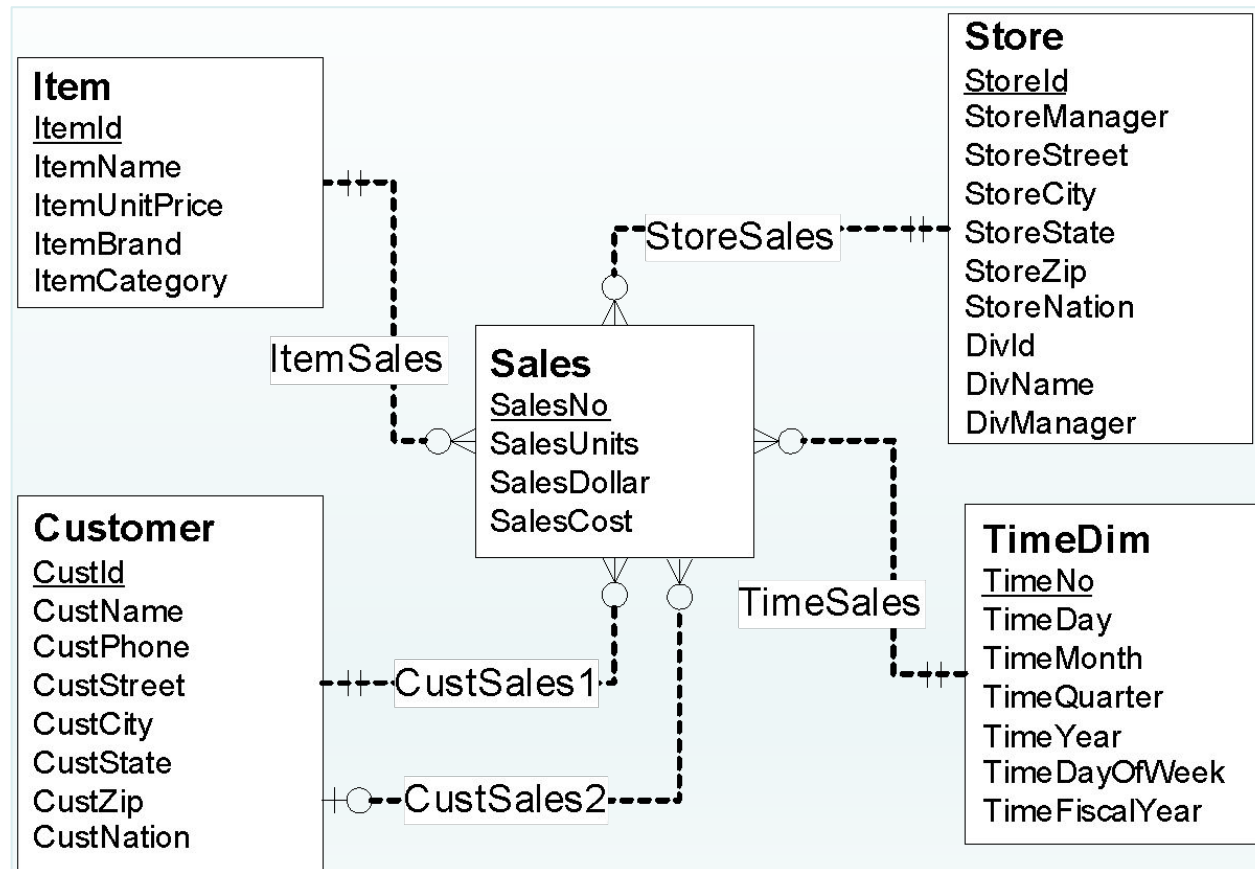 Item
ItemId
ItemName
ItemUnitPrice
ItemBrand
ItemCategory
Store
StoreId
StoreManager
StoreStreet
StoreCity
StoreState
StoreZip
StoreNation
DivId
DivName
DivManager
StoreSales
ItemSales
Sales
SalesNo
SalesUnits
SalesDollar
SalesCost
Customer
CustId
CustName
CustPhone
CustStreet
CustCity
CustState
CustZip
CustNation
CustSales1
CustSales2
TimeSales
TimeDim
TimeNo
TimeDay
TimeMonth
TimeQuarter
TimeYear
TimeDayOfWeek
TimeFiscalYear